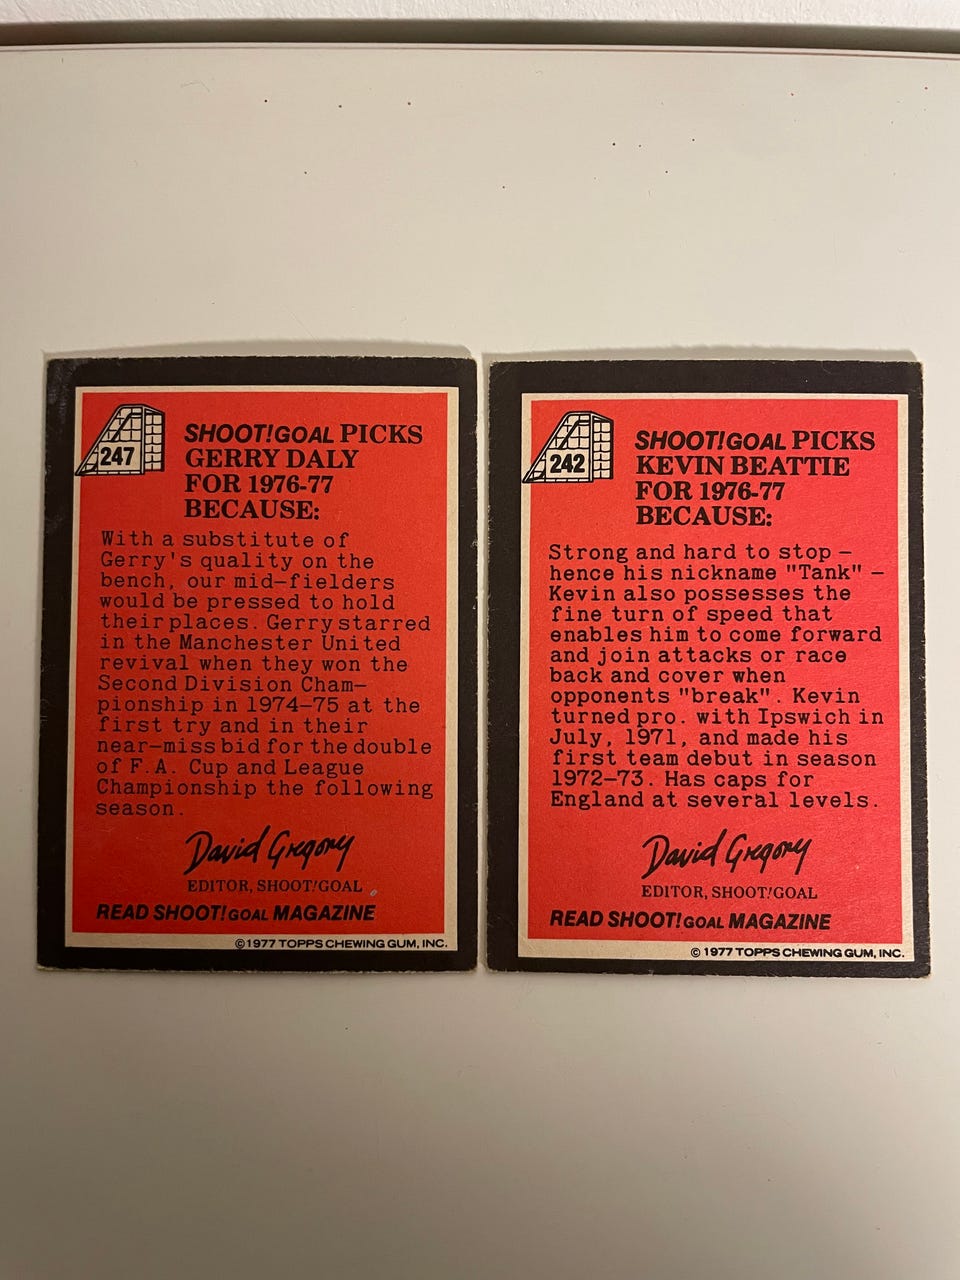 247
SHOOT!GOAL PICKS
GERRY DALY
FOR 1976-77
BECAUSE:
With a substitute of
Gerry's quality on the
bench, our mid-fielders
would be pressed to hold
their places. Gerry starred
in the Manchester United
revival when they won the
Second Division Cham-
pionship in 1974-75 at the
first try and in their
near-miss bid for the double
of F.A. Cup and League
Championship the following
season.
David Gregory
EDITOR, SHOOT!GOAL
READ SHOOT!GOAL MAGAZINE
©1977 TOPPS CHEWING GUM, INC.
242
SHOOT!GOAL PICKS
KEVIN BEATTIE
FOR 1976-77
BECAUSE:
Strong and hard to stop -
hence his nickname "Tank" -
Kevin also possesses the
fine turn of speed that
enables him to come forward
and join attacks or race
back and cover when
opponents "break". Kevin
turned pro. with Ipswich in
July, 1971, and made his
first team debut in season
1972-73. Has caps for
England at several levels.
David Gregory
EDITOR, SHOOT!GOAL
READ SHOOT!GOAL MAGAZINE
© 1977 TOPPS CHEWING GUM, INC.